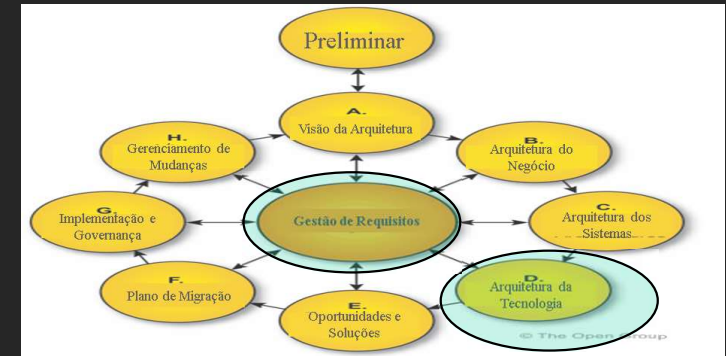 Preliminar
A.
Visão da Arquitetura
H.
Gerenciamento de
Mudanças
B.
Arquitetura do
Negócio
G.
Implementação e
Governança
Gestão de Requisitos
C.
Arquitetura dos
Sistemas
F.
Plano de Migração
D.
Arquitetura da
Tecnologia
E.
Oportunidades e
Soluções
© The Open Group